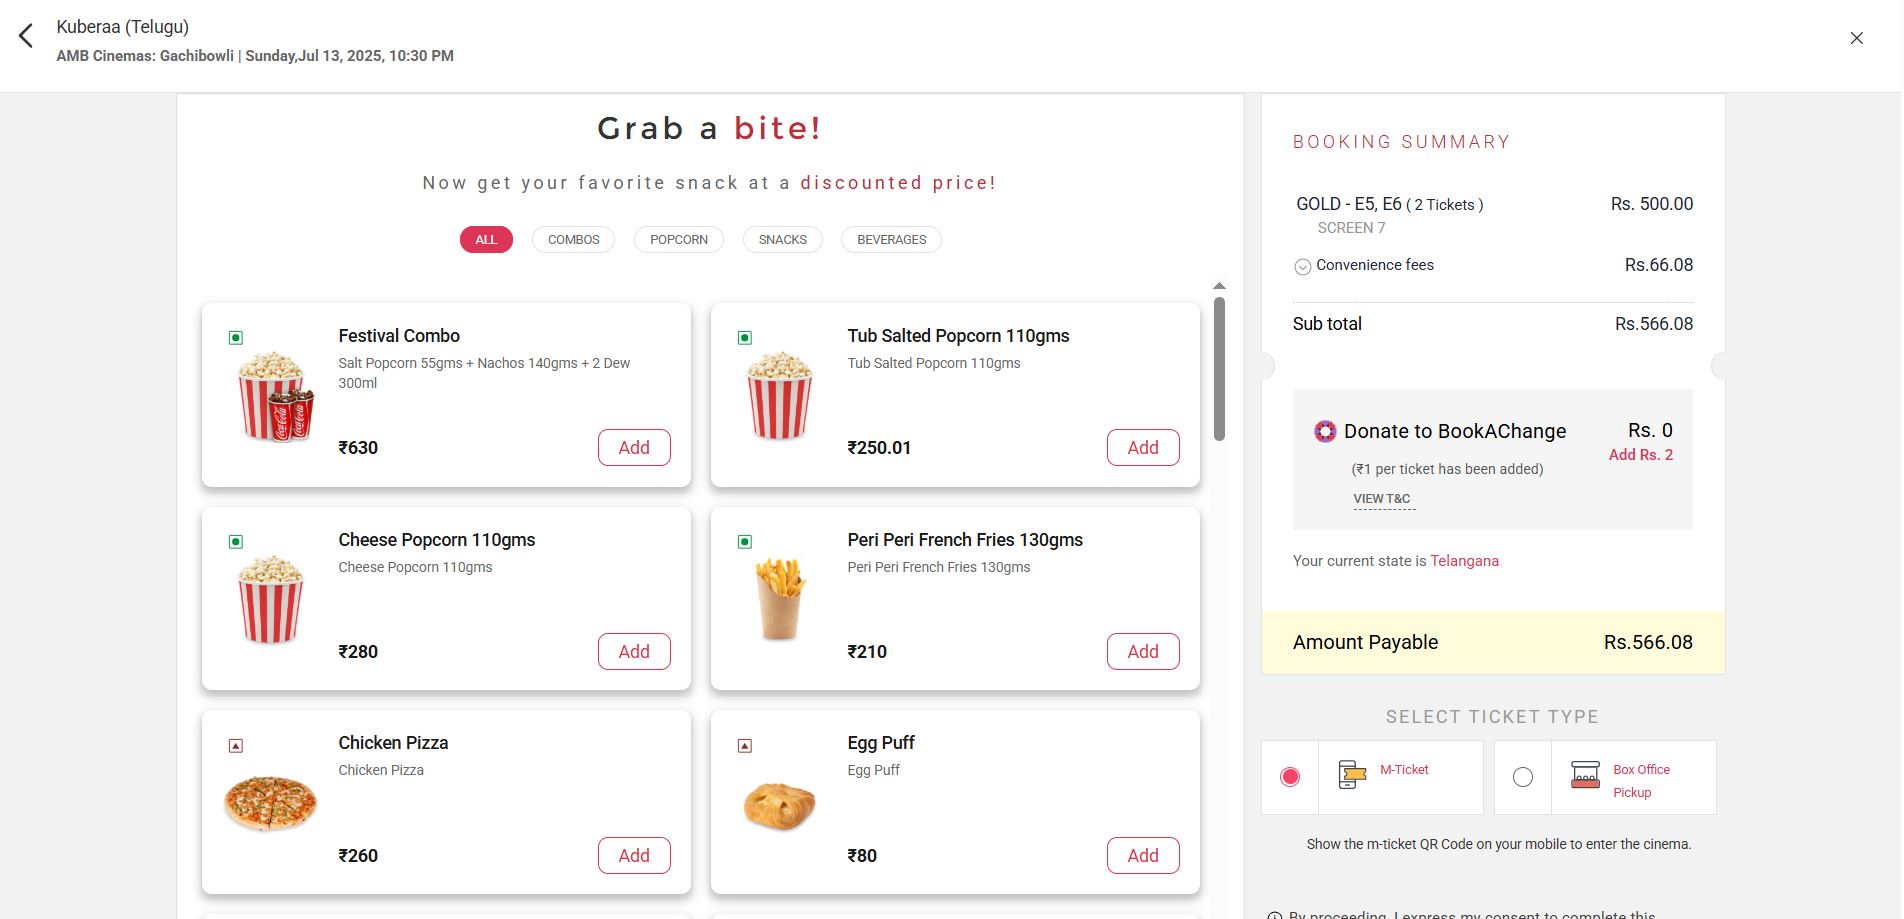 Kuberaa (Telugu)
AMB Cinemas: Gachibowli | Sunday,Jul 13, 2025, 10:30 PM
Grab a bite!
Now get your favorite snack at a discounted price!
ALL COMBOS POPCORN SNACKS BEVERAGES
Festival Combo
Salt Popcorn 55gms + Nachos 140gms + 2 Dew
300ml
₹630 Add
Tub Salted Popcorn 110gms
Tub Salted Popcorn 110gms
₹250.01 Add
Cheese Popcorn 110gms
Cheese Popcorn 110gms
₹280 Add
Peri Peri French Fries 130gms
Peri Peri French Fries 130gms
₹210 Add
Chicken Pizza
Chicken Pizza
₹260 Add
Egg Puff
Egg Puff
₹80 Add
BOOKING SUMMARY
GOLD - E5, E6 ( 2 Tickets ) Rs. 500.00
SCREEN 7
Convenience fees Rs.66.08
Sub total Rs.566.08
Donate to BookAChange Rs. 0
Add Rs. 2
(₹1 per ticket has been added)
VIEW T&C
Your current state is Telangana
Amount Payable Rs.566.08
SELECT TICKET TYPE
M-Ticket
Box Office
Pickup
Show the m-ticket QR Code on your mobile to enter the cinema.
By proceeding, I express my consent to complete this